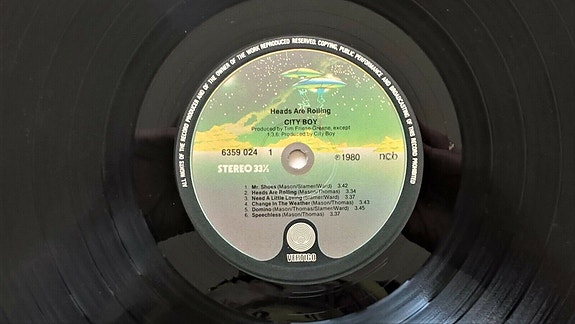 ALL RIGHTS OF THE RECORD PRODUCER AND OF THE OWNER OF THE WORK REPRODUCED RESERVED. COPYING, PUBLIC PERFORMANCE AND BROADCASTING OF THIS RECORD PROHIBITED
Heads Are Rolling
CITY BOY
Produced by Tim Friese-Greene, except
1.3.6: Produced by City Boy
6359 024 1
℗1980 ncb
STEREO 33⅓
1. Mr. Shoes (Mason/Slamer/Ward) 3.42
2. Heads Are Rolling (Mason/Thomas) 3.34
3. Need A Little Loving (Slamer/Ward) 3.37
4. Change In The Weather (Mason/Thomas) 3.43
5. Domino (Mason/Thomas/Slamer/Ward) 3.45
6. Speechless (Mason/Thomas) 3.37
VERTIGO